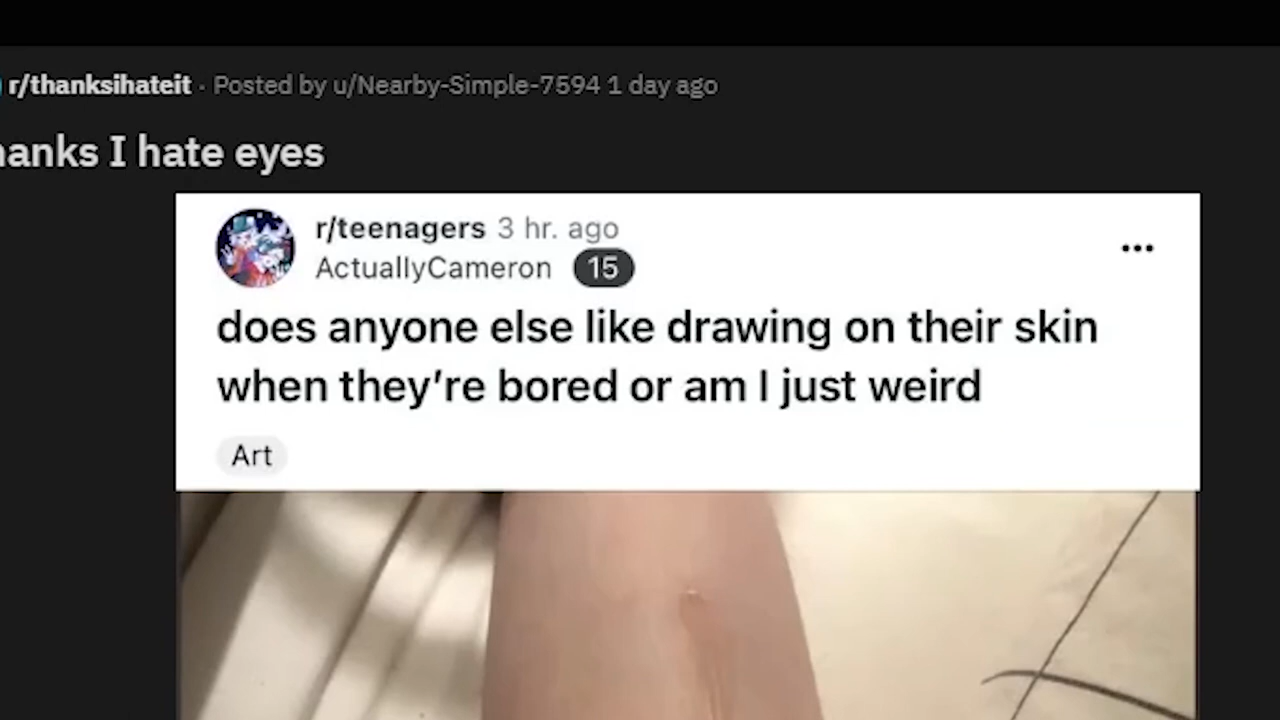 r/thanksihateit · Posted by u/Nearby-Simple-7594 1 day ago
hanks I hate eyes
r/teenagers 3 hr. ago
ActuallyCameron 15
does anyone else like drawing on their skin
when they’re bored or am I just weird
Art